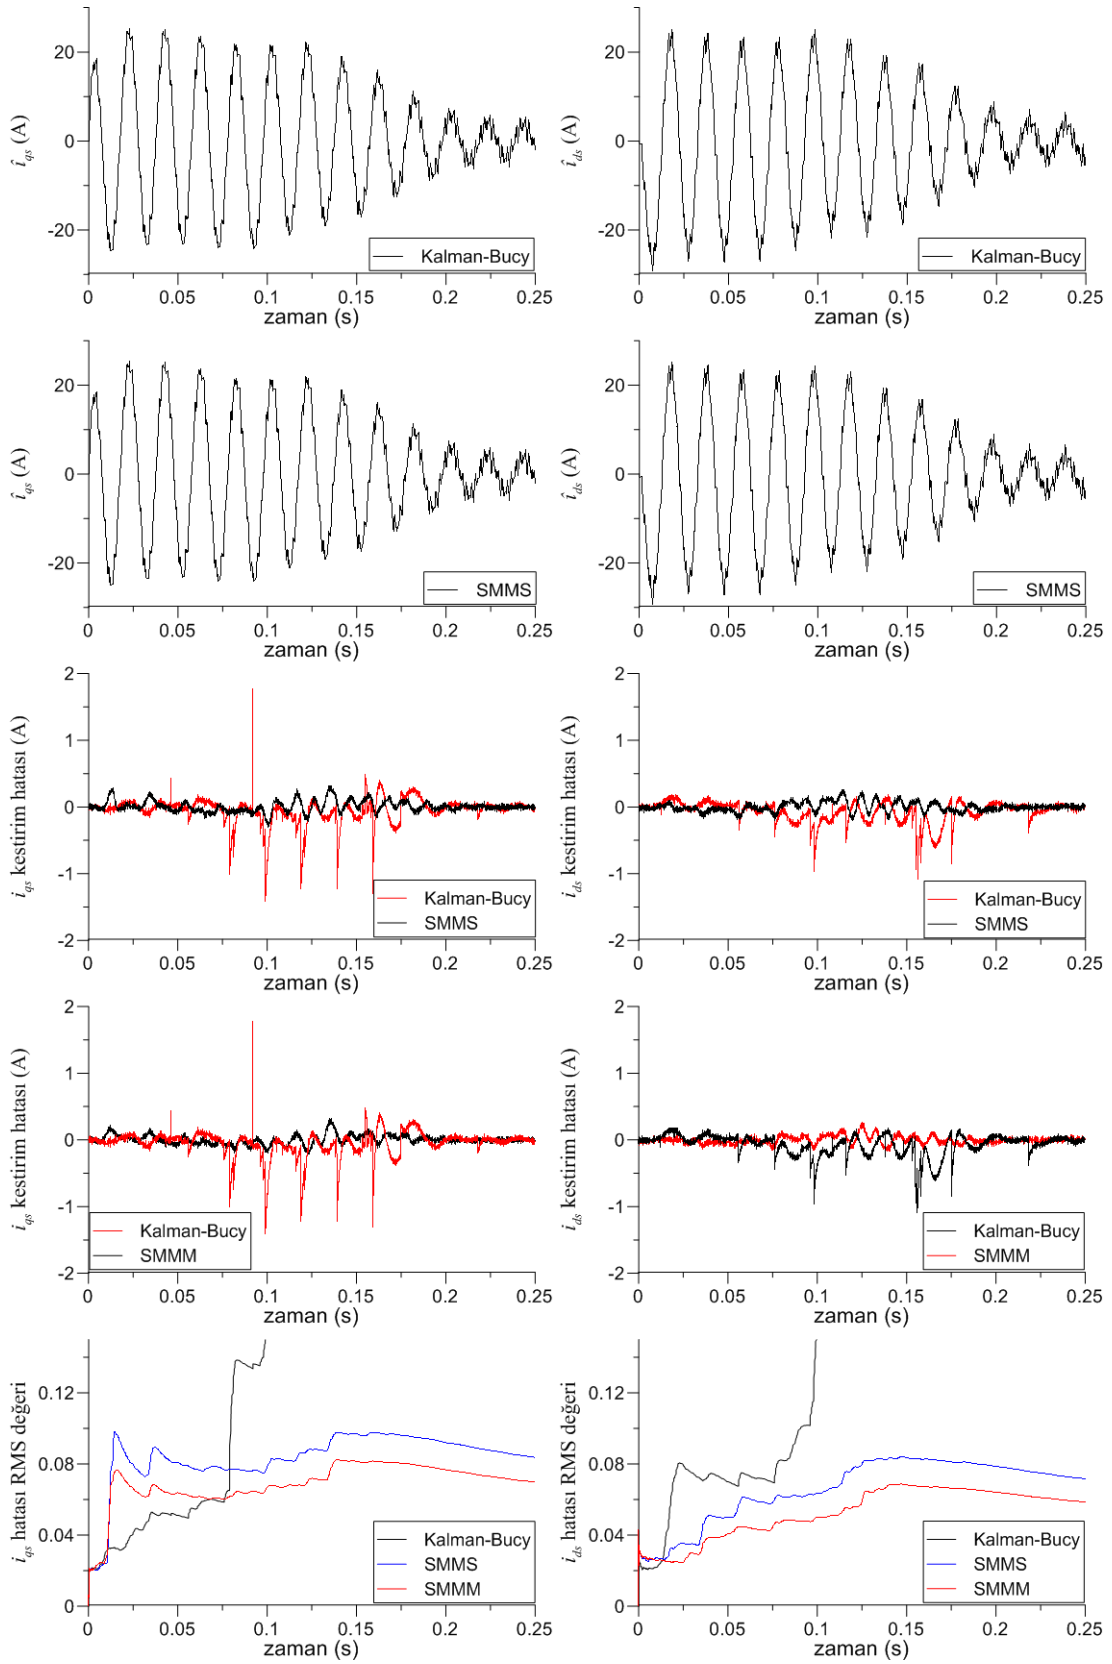 î_qs (A)
20
0
-20
Kalman-Bucy
0 0.05 0.1 0.15 0.2 0.25
zaman (s)
î_ds (A)
20
0
-20
Kalman-Bucy
0 0.05 0.1 0.15 0.2 0.25
zaman (s)
î_qs (A)
20
0
-20
SMMS
0 0.05 0.1 0.15 0.2 0.25
zaman (s)
î_ds (A)
20
0
-20
SMMS
0 0.05 0.1 0.15 0.2 0.25
zaman (s)
i_qs kestirim hatası (A)
2
1
0
-1
-2
Kalman-Bucy
SMMS
0 0.05 0.1 0.15 0.2 0.25
zaman (s)
i_ds kestirim hatası (A)
2
1
0
-1
-2
Kalman-Bucy
SMMS
0 0.05 0.1 0.15 0.2 0.25
zaman (s)
i_qs kestirim hatası (A)
2
1
0
-1
-2
Kalman-Bucy
SMMM
0 0.05 0.1 0.15 0.2 0.25
zaman (s)
i_ds kestirim hatası (A)
2
1
0
-1
-2
Kalman-Bucy
SMMM
0 0.05 0.1 0.15 0.2 0.25
zaman (s)
i_qs hatası RMS değeri
0.12
0.08
0.04
0
Kalman-Bucy
SMMS
SMMM
0 0.05 0.1 0.15 0.2 0.25
zaman (s)
i_ds hatası RMS değeri
0.12
0.08
0.04
0
Kalman-Bucy
SMMS
SMMM
0 0.05 0.1 0.15 0.2 0.25
zaman (s)